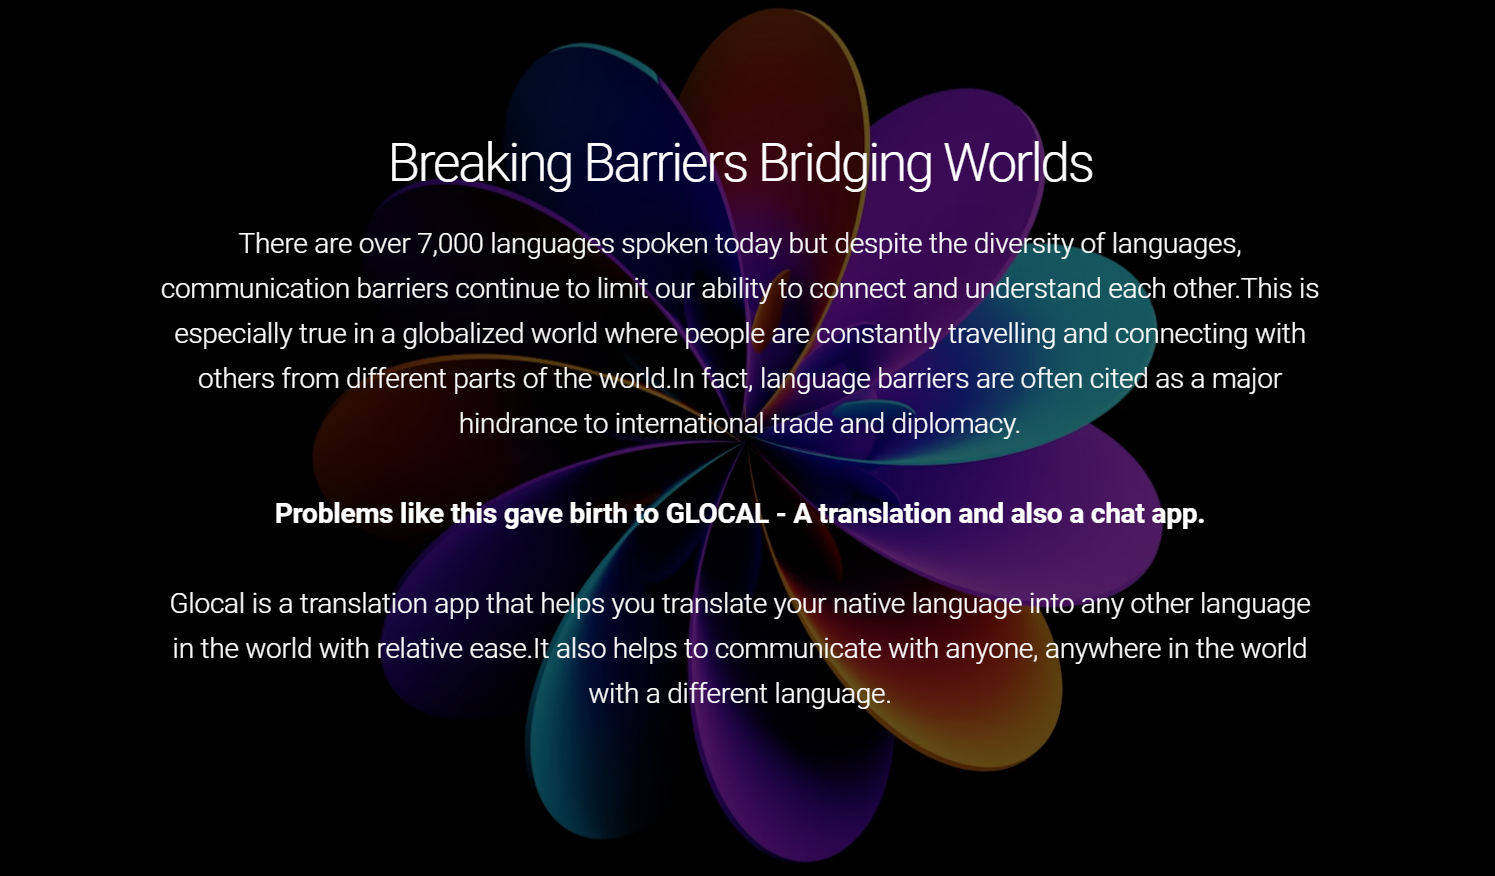 Breaking Barriers Bridging Worlds
There are over 7,000 languages spoken today but despite the diversity of languages,
communication barriers continue to limit our ability to connect and understand each other.This is
especially true in a globalized world where people are constantly travelling and connecting with
others from different parts of the world.In fact, language barriers are often cited as a major
hindrance to international trade and diplomacy.
Problems like this gave birth to GLOCAL - A translation and also a chat app.
Glocal is a translation app that helps you translate your native language into any other language
in the world with relative ease.It also helps to communicate with anyone, anywhere in the world
with a different language.